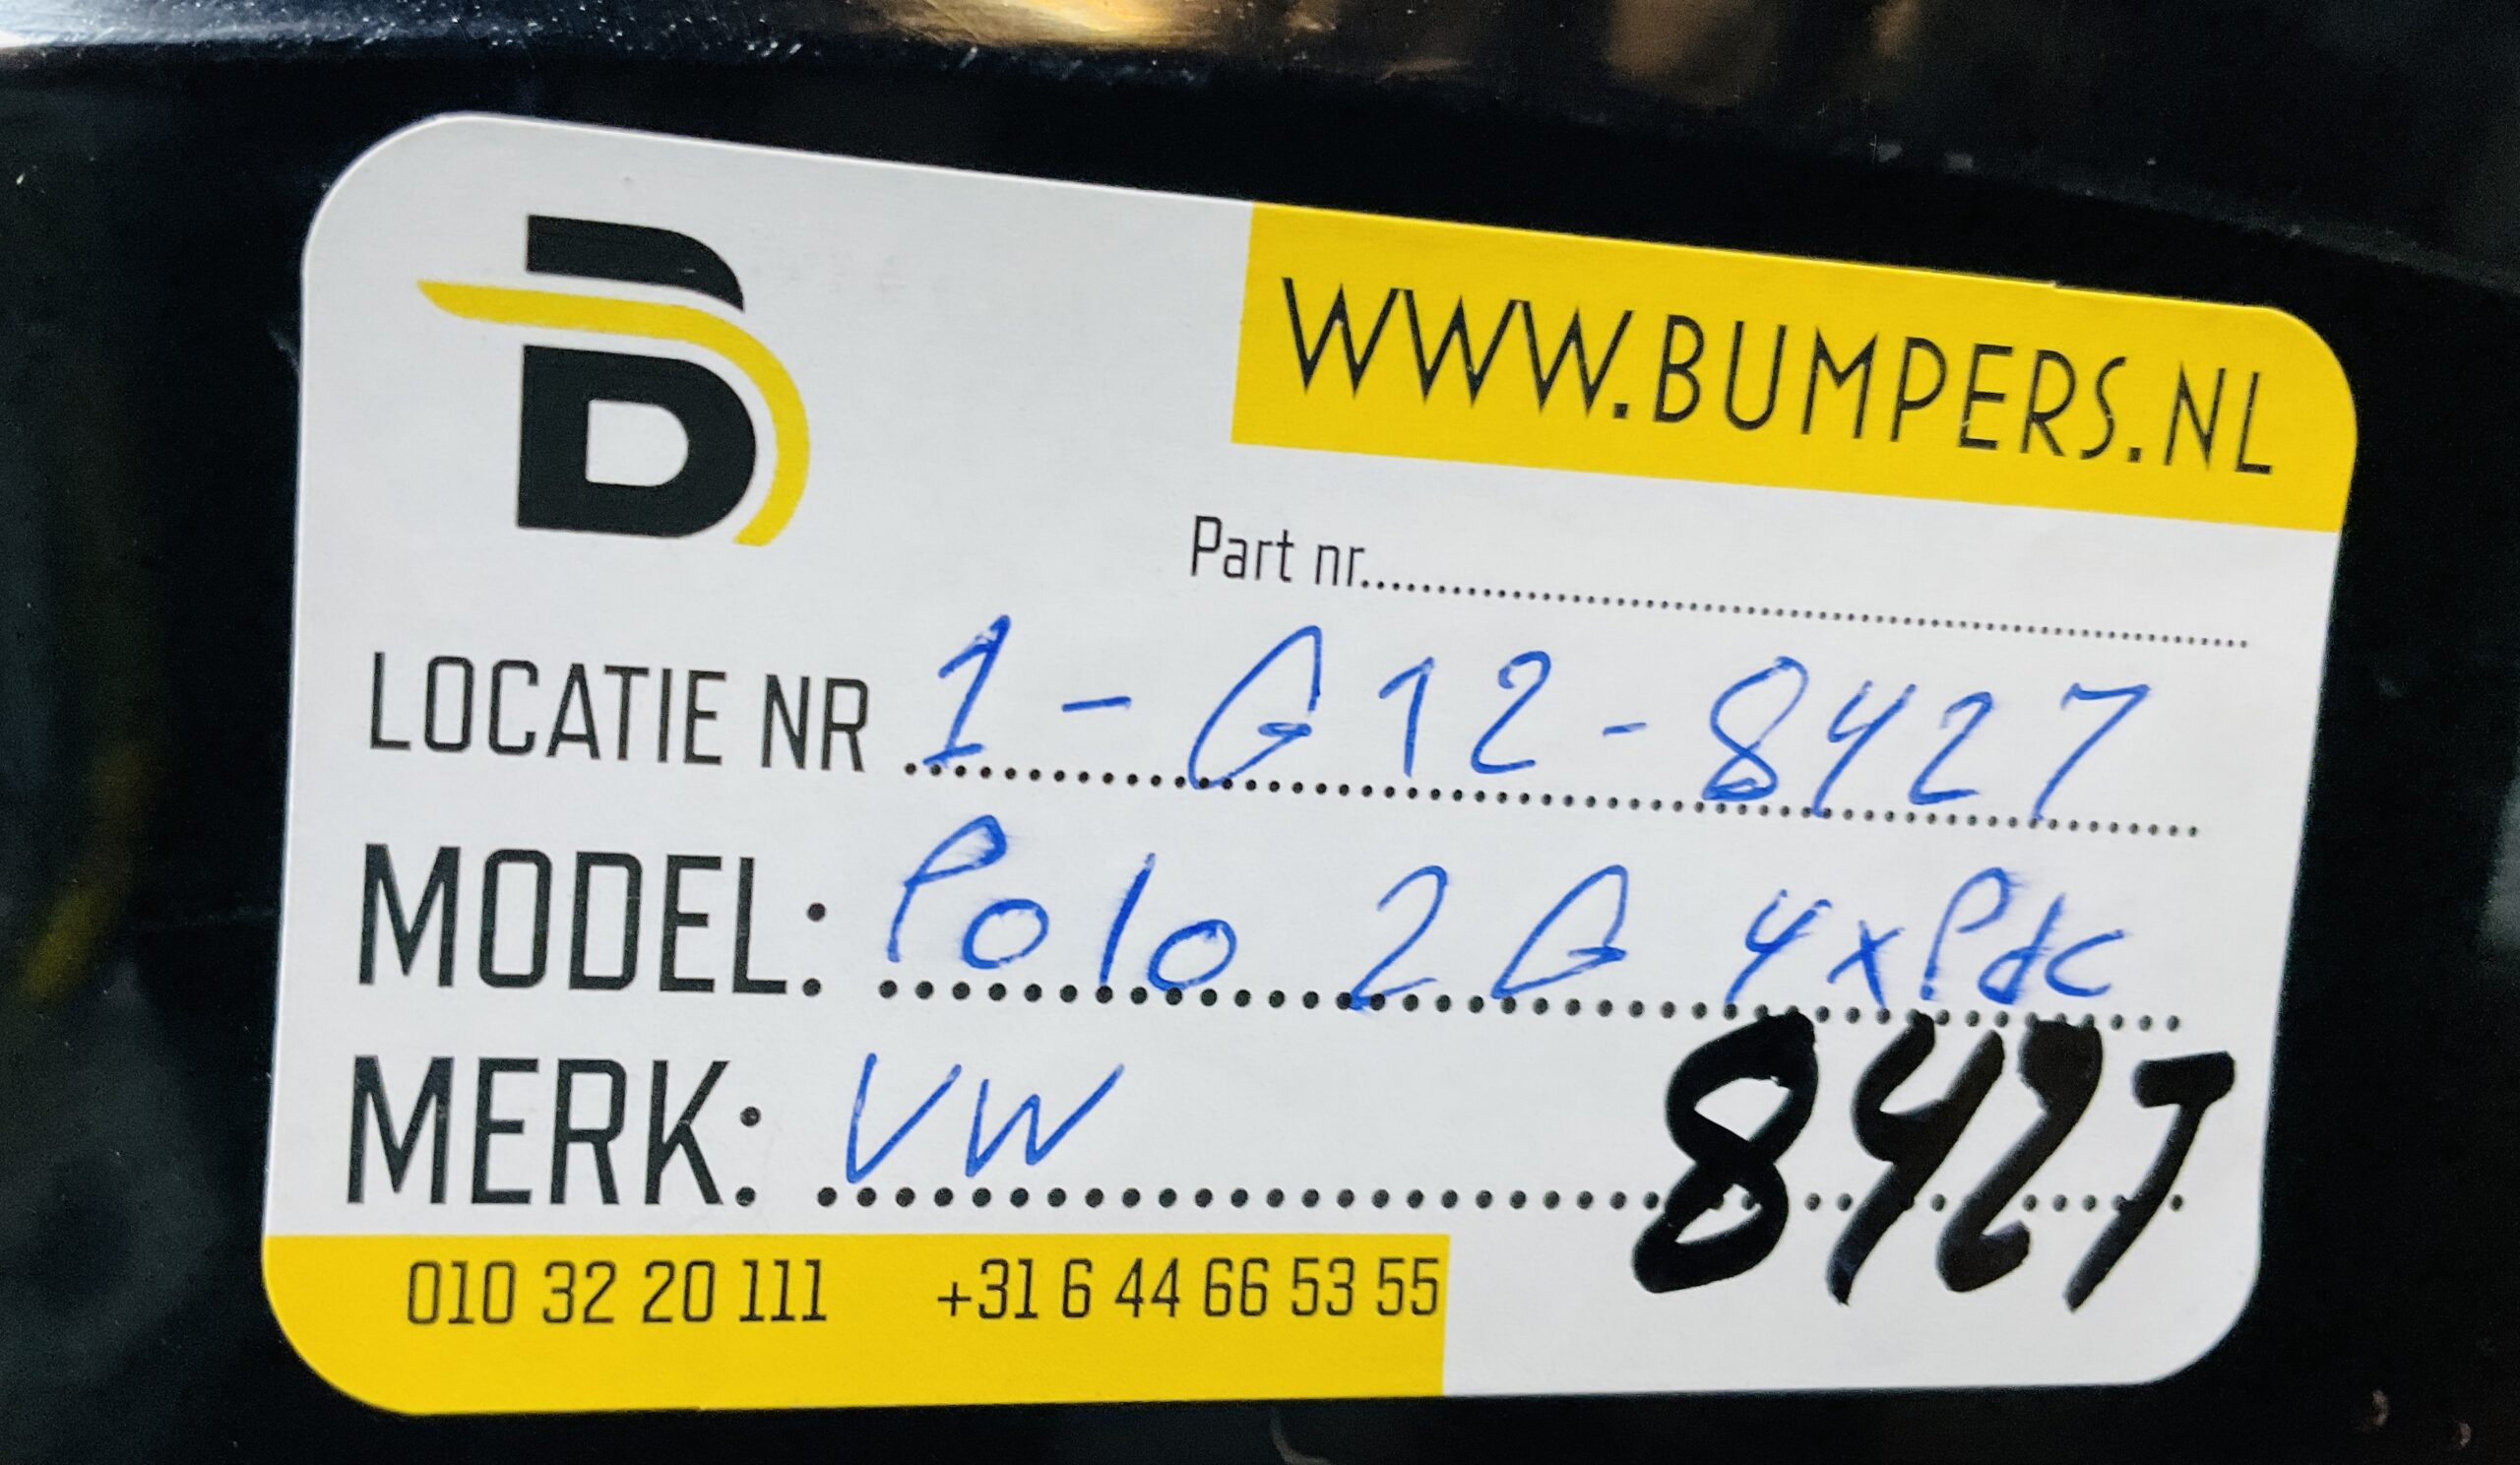 B
WWW.BUMPERS.NL
Part nr..........
LOCATIE NR 1 - G12 - 8427
MODEL: Polo 2G 4xPdc
MERK: VW
8427
010 32 20 111 +31 6 44 66 53 55